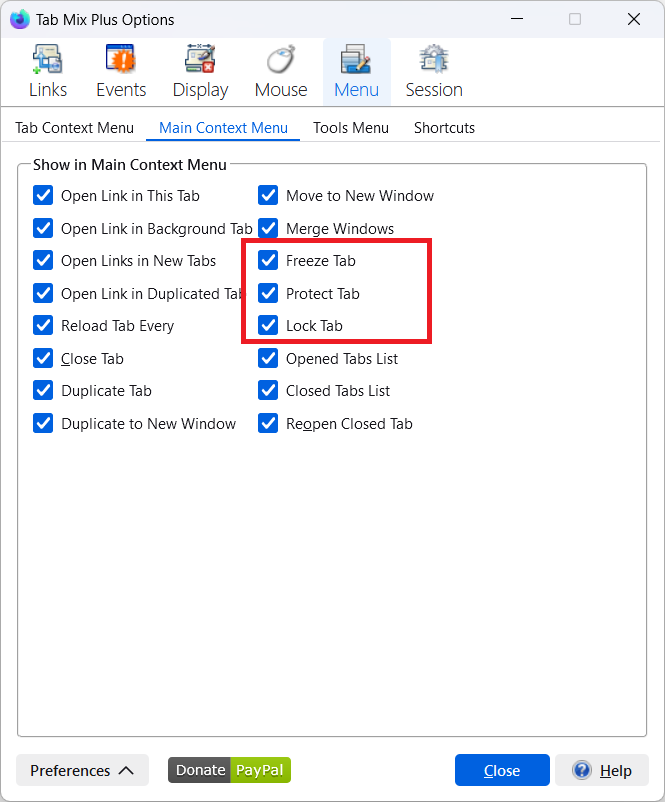 Tab Mix Plus Options
Links Events Display Mouse Menu Session
Tab Context Menu Main Context Menu Tools Menu Shortcuts
Show in Main Context Menu
Open Link in This Tab
Open Link in Background Tab
Open Links in New Tabs
Open Link in Duplicated Tab
Reload Tab Every
Close Tab
Duplicate Tab
Duplicate to New Window
Move to New Window
Merge Windows
Freeze Tab
Protect Tab
Lock Tab
Opened Tabs List
Closed Tabs List
Reopen Closed Tab
Preferences Donate PayPal Close Help